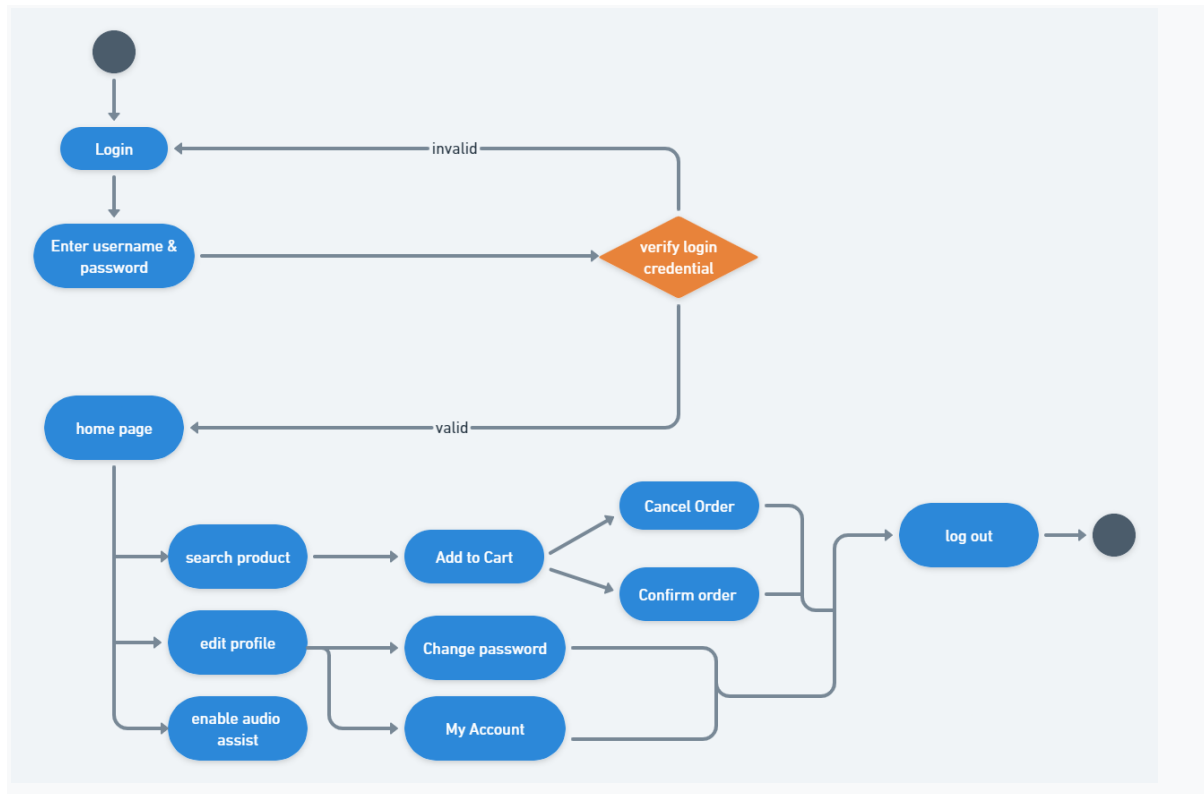 Login
invalid
Enter username &
password
verify login
credential
home page
valid
search product
Add to Cart
Cancel Order
Confirm order
log out
edit profile
Change password
enable audio
assist
My Account